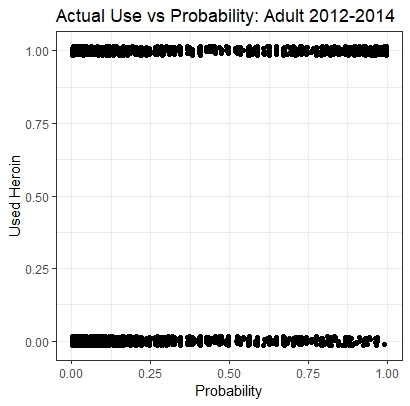 Actual Use vs Probability: Adult 2012-2014
Used Heroin
1.00
0.75
0.50
0.25
0.00
0.00 0.25 0.50 0.75 1.00
Probability